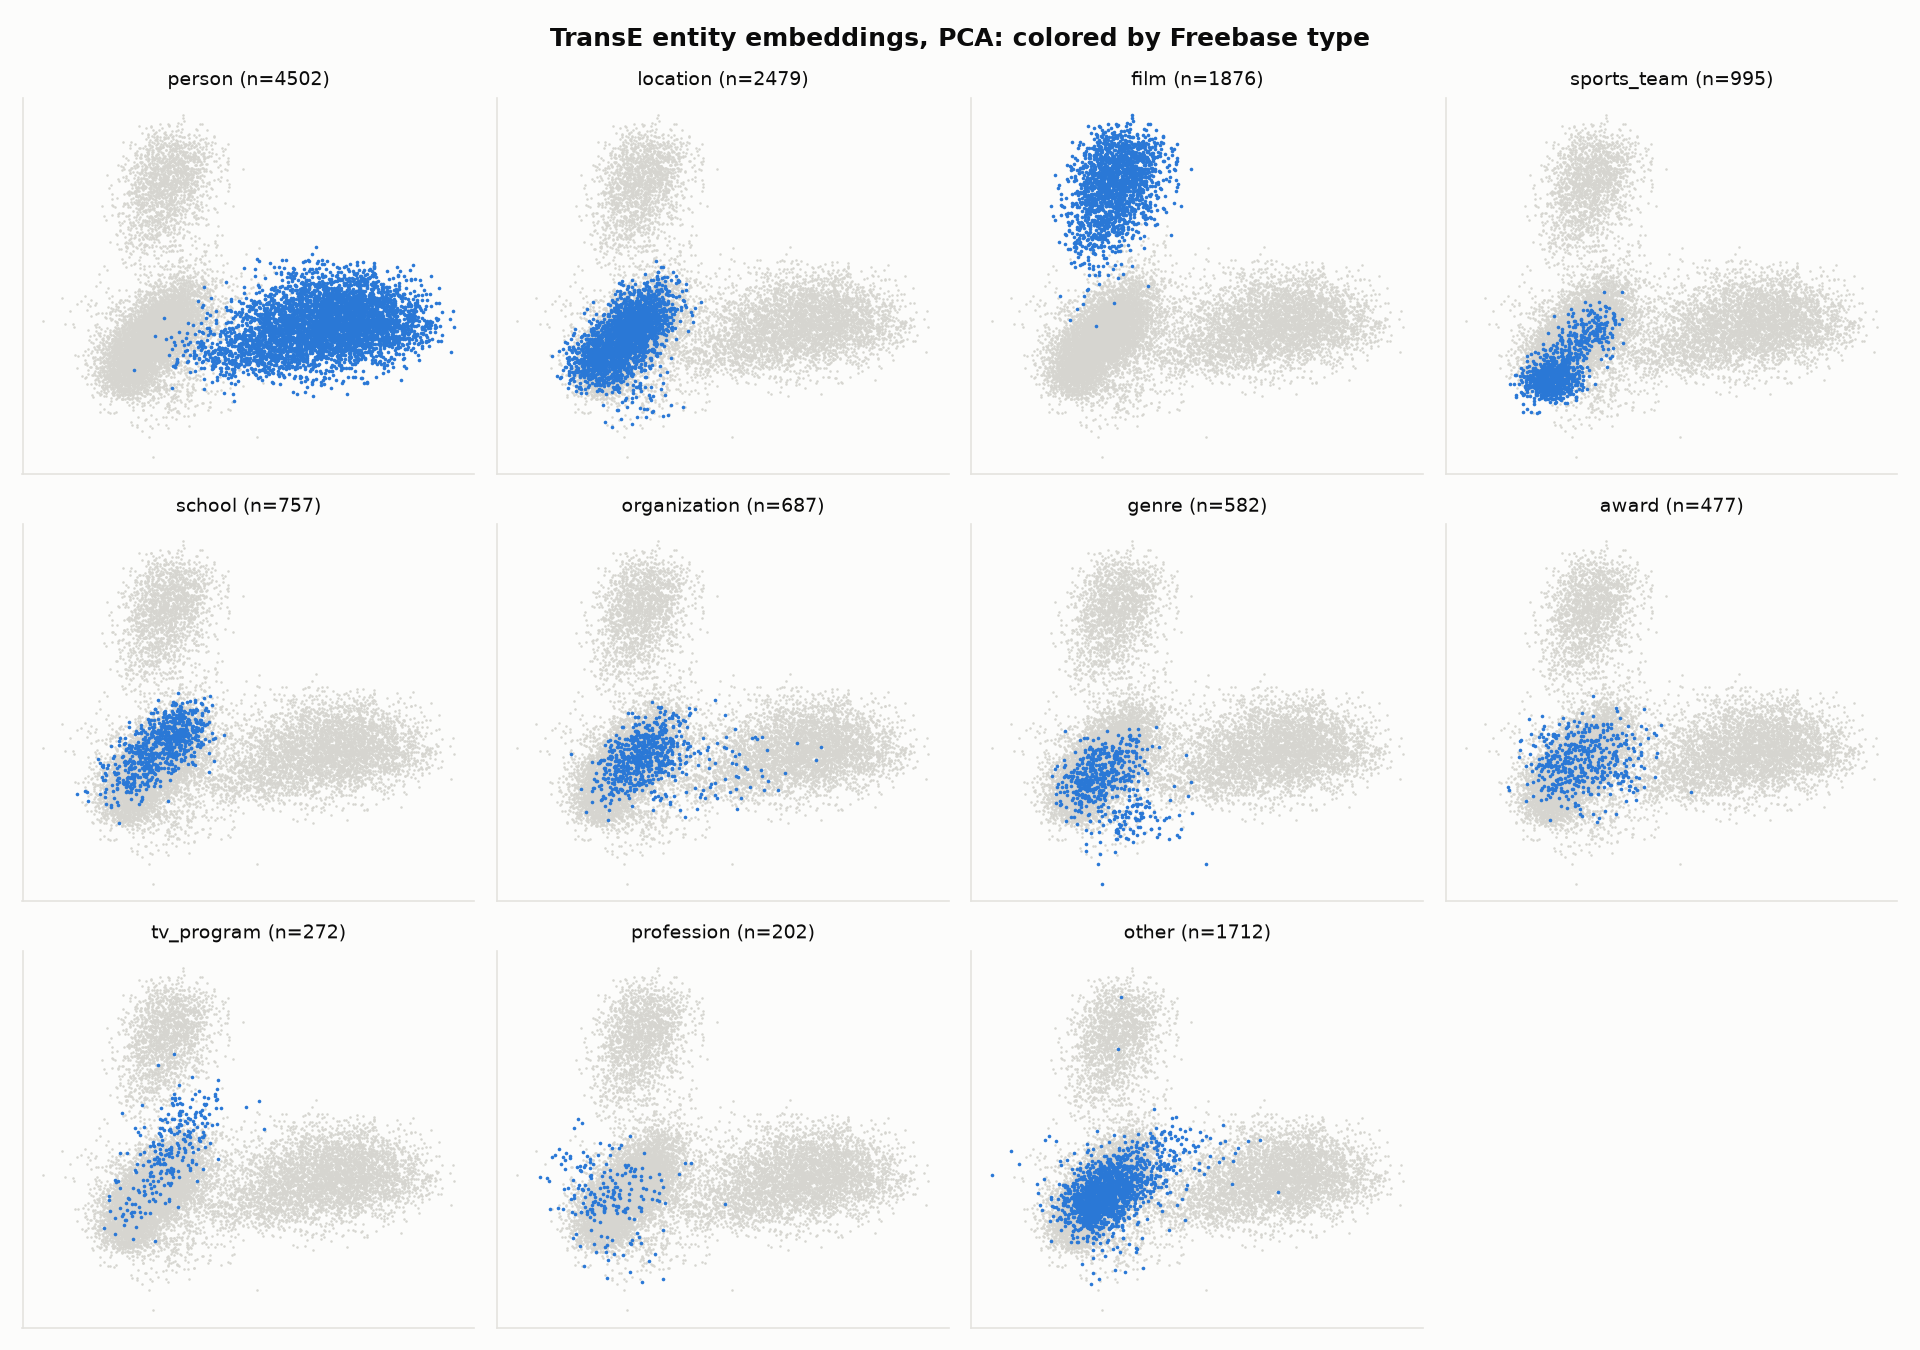 TransE entity embeddings, PCA: colored by Freebase type
person (n=4502)
location (n=2479)
film (n=1876)
sports_team (n=995)
school (n=757)
organization (n=687)
genre (n=582)
award (n=477)
tv_program (n=272)
profession (n=202)
other (n=1712)